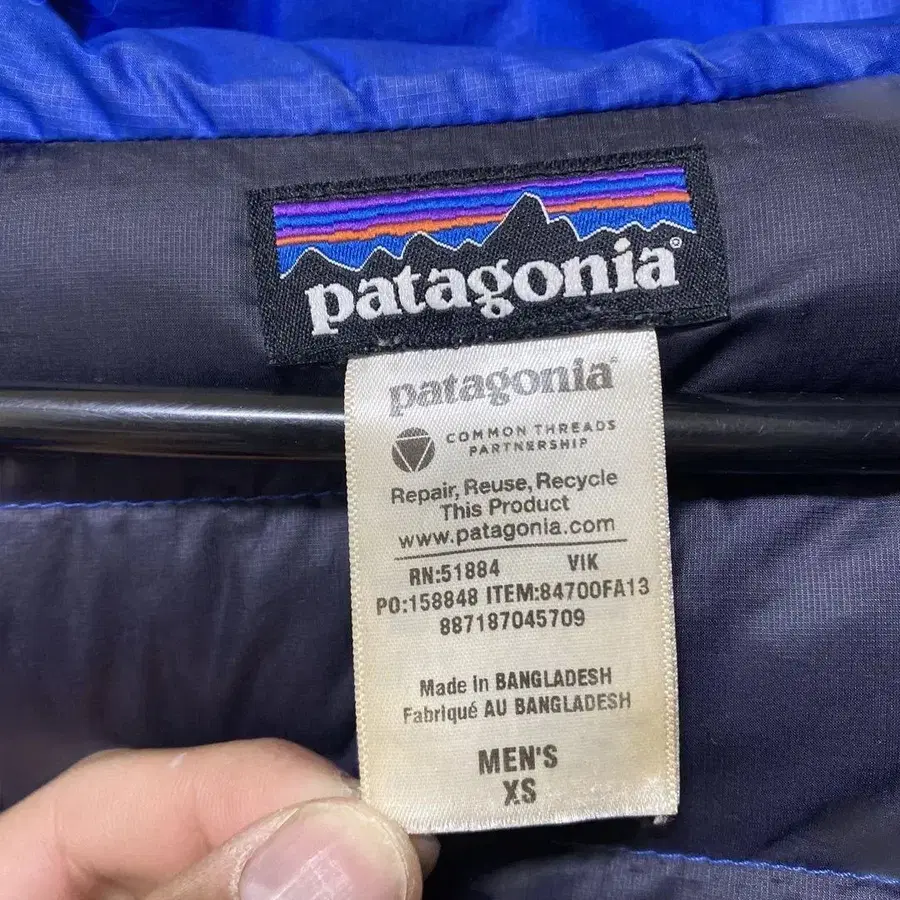 patagonia®
patagonia®
COMMON THREADS
PARTNERSHIP
Repair, Reuse, Recycle
This Product
www.patagonia.com
RN:51884 VIK
PO:158848 ITEM:84700FA13
887187045709
Made in BANGLADESH
Fabriqué AU BANGLADESH
MEN'S
XS